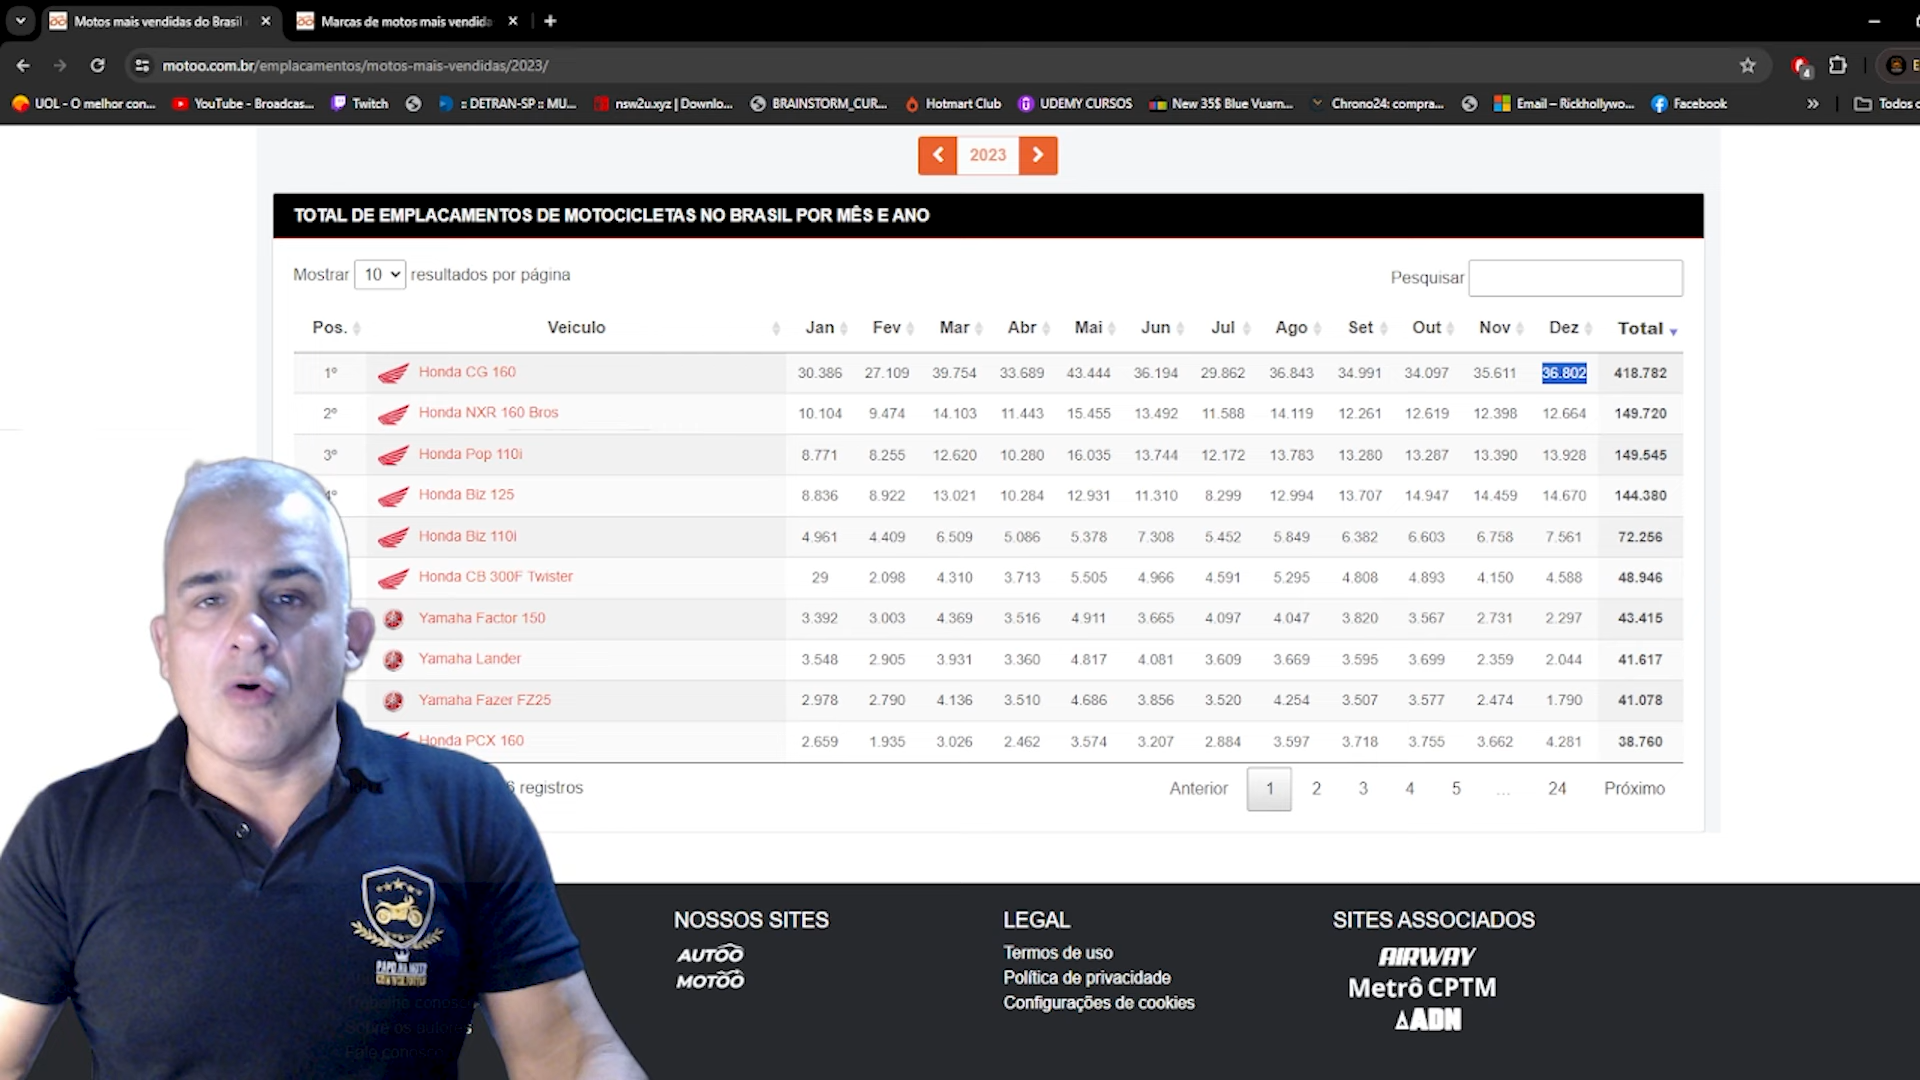 Motos mais vendidas do Brasil
Marcas de motos mais vendida
motoo.com.br/emplacamentos/motos-mais-vendidas/2023/
4
E
UOL - O melhor con...
YouTube - Broadcas...
Twitch
:: DETRAN-SP :: MU...
nsw2u.xyz | Downlo...
BRAINSTORM_CUR...
Hotmart Club
UDEMY CURSOS
New 35$ Blue Vuarn...
Chrono24: compra...
Email – Rickhollywo...
Facebook
»
Todos o
2023
TOTAL DE EMPLACAMENTOS DE MOTOCICLETAS NO BRASIL POR MÊS E ANO
Mostrar 10 resultados por página
Pesquisar
Pos. Veiculo Jan Fev Mar Abr Mai Jun Jul Ago Set Out Nov Dez Total
1º Honda CG 160 30.386 27.109 39.754 33.689 43.444 36.194 29.862 36.843 34.991 34.097 35.611 36.802 418.782
2º Honda NXR 160 Bros 10.104 9.474 14.103 11.443 15.455 13.492 11.588 14.119 12.261 12.619 12.398 12.664 149.720
3º Honda Pop 110i 8.771 8.255 12.620 10.280 16.035 13.744 12.172 13.783 13.280 13.287 13.390 13.928 149.545
4º Honda Biz 125 8.836 8.922 13.021 10.284 12.931 11.310 8.299 12.994 13.707 14.947 14.459 14.670 144.380
Honda Biz 110i 4.961 4.409 6.509 5.086 5.378 7.308 5.452 5.849 6.382 6.603 6.758 7.561 72.256
Honda CB 300F Twister 29 2.098 4.310 3.713 5.505 4.966 4.591 5.295 4.808 4.893 4.150 4.588 48.946
Yamaha Factor 150 3.392 3.003 4.369 3.516 4.911 3.665 4.097 4.047 3.820 3.567 2.731 2.297 43.415
Yamaha Lander 3.548 2.905 3.931 3.360 4.817 4.081 3.609 3.669 3.595 3.699 2.359 2.044 41.617
Yamaha Fazer FZ25 2.978 2.790 4.136 3.510 4.686 3.856 3.520 4.254 3.507 3.577 2.474 1.790 41.078
Honda PCX 160 2.659 1.935 3.026 2.462 3.574 3.207 2.884 3.597 3.718 3.755 3.662 4.281 38.760
6 registros
Anterior 1 2 3 4 5 ... 24 Próximo
NOSSOS SITES
AUTOO
MOTOO
LEGAL
Termos de uso
Política de privacidade
Configurações de cookies
SITES ASSOCIADOS
AIRWAY
Metrô CPTM
ADN
Trabalhe conosco
Sobre os autores
Fale conosco